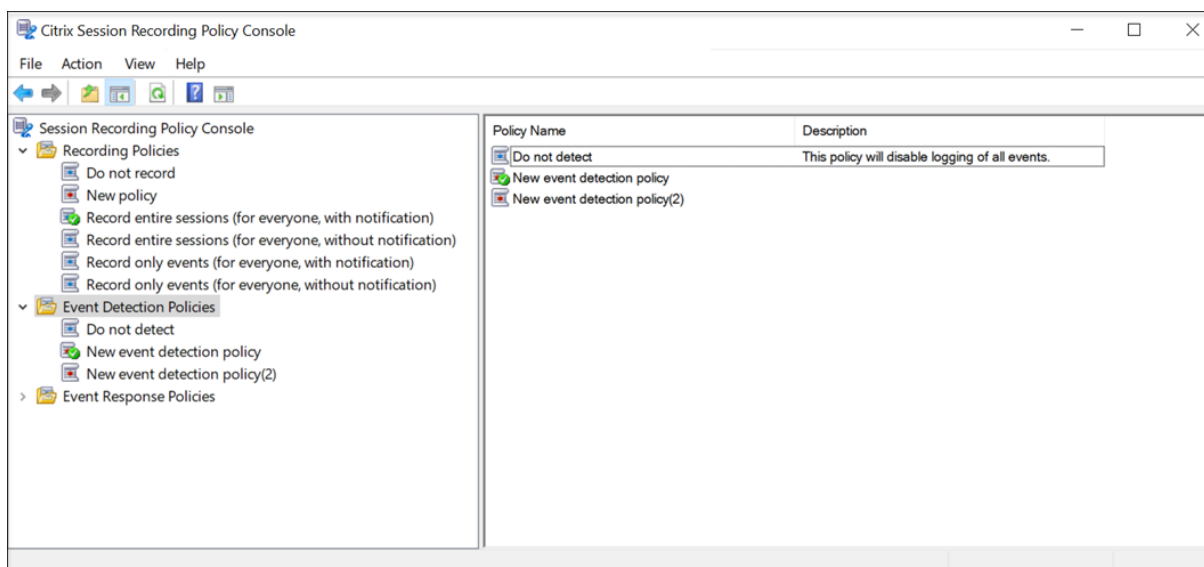 Citrix Session Recording Policy Console
File Action View Help
Session Recording Policy Console
Recording Policies
Do not record
New policy
Record entire sessions (for everyone, with notification)
Record entire sessions (for everyone, without notification)
Record only events (for everyone, with notification)
Record only events (for everyone, without notification)
Event Detection Policies
Do not detect
New event detection policy
New event detection policy(2)
Event Response Policies
Policy Name Description
Do not detect This policy will disable logging of all events.
New event detection policy
New event detection policy(2)